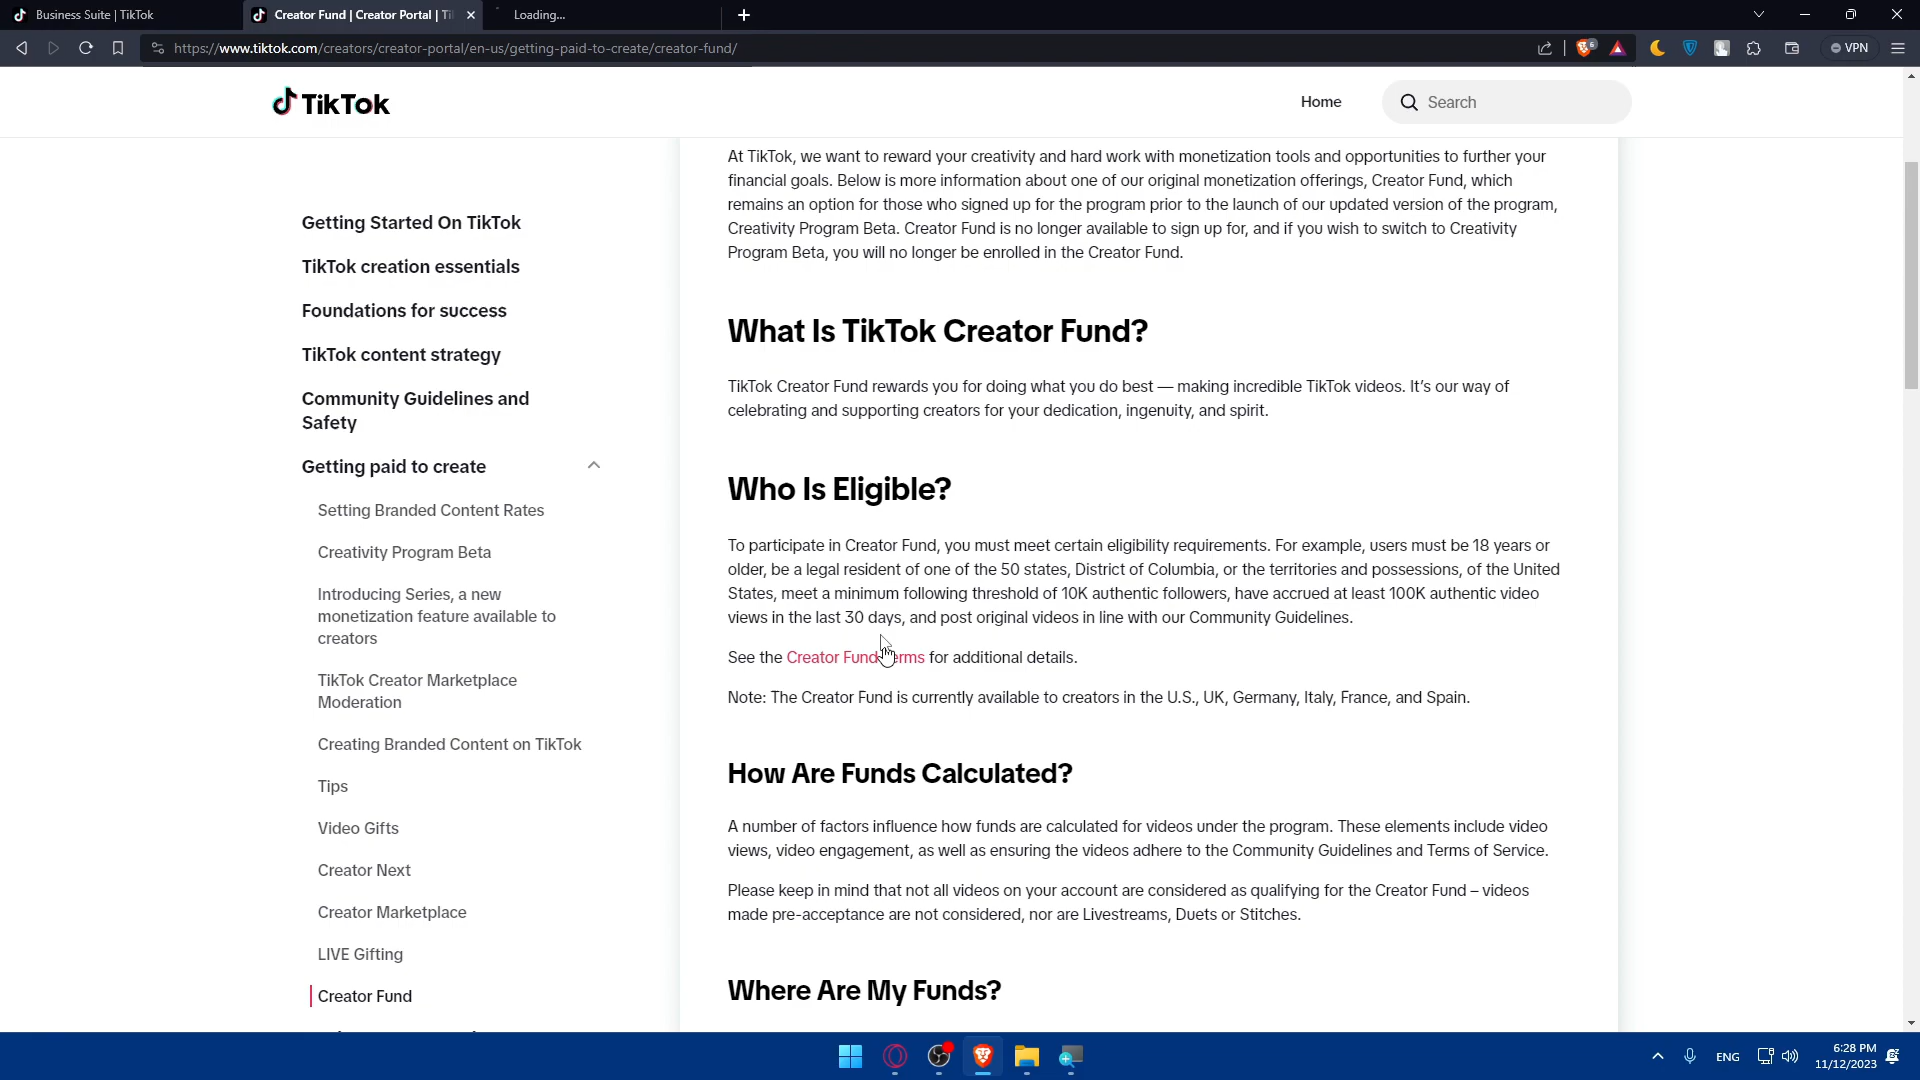 Business Suite | TikTok
Creator Fund | Creator Portal | Ti
Loading...
https://www.tiktok.com/creators/creator-portal/en-us/getting-paid-to-create/creator-fund/
6
VPN
TikTok
Home
Search
Getting Started On TikTok
TikTok creation essentials
Foundations for success
TikTok content strategy
Community Guidelines and
Safety
Getting paid to create
Setting Branded Content Rates
Creativity Program Beta
Introducing Series, a new
monetization feature available to
creators
TikTok Creator Marketplace
Moderation
Creating Branded Content on TikTok
Tips
Video Gifts
Creator Next
Creator Marketplace
LIVE Gifting
Creator Fund
At TikTok, we want to reward your creativity and hard work with monetization tools and opportunities to further your
financial goals. Below is more information about one of our original monetization offerings, Creator Fund, which
remains an option for those who signed up for the program prior to the launch of our updated version of the program,
Creativity Program Beta. Creator Fund is no longer available to sign up for, and if you wish to switch to Creativity
Program Beta, you will no longer be enrolled in the Creator Fund.
What Is TikTok Creator Fund?
TikTok Creator Fund rewards you for doing what you do best — making incredible TikTok videos. It's our way of
celebrating and supporting creators for your dedication, ingenuity, and spirit.
Who Is Eligible?
To participate in Creator Fund, you must meet certain eligibility requirements. For example, users must be 18 years or
older, be a legal resident of one of the 50 states, District of Columbia, or the territories and possessions, of the United
States, meet a minimum following threshold of 10K authentic followers, have accrued at least 100K authentic video
views in the last 30 days, and post original videos in line with our Community Guidelines.
See the Creator Fund Terms for additional details.
Note: The Creator Fund is currently available to creators in the U.S., UK, Germany, Italy, France, and Spain.
How Are Funds Calculated?
A number of factors influence how funds are calculated for videos under the program. These elements include video
views, video engagement, as well as ensuring the videos adhere to the Community Guidelines and Terms of Service.
Please keep in mind that not all videos on your account are considered as qualifying for the Creator Fund – videos
made pre-acceptance are not considered, nor are Livestreams, Duets or Stitches.
Where Are My Funds?
ENG
6:28 PM
11/12/2023